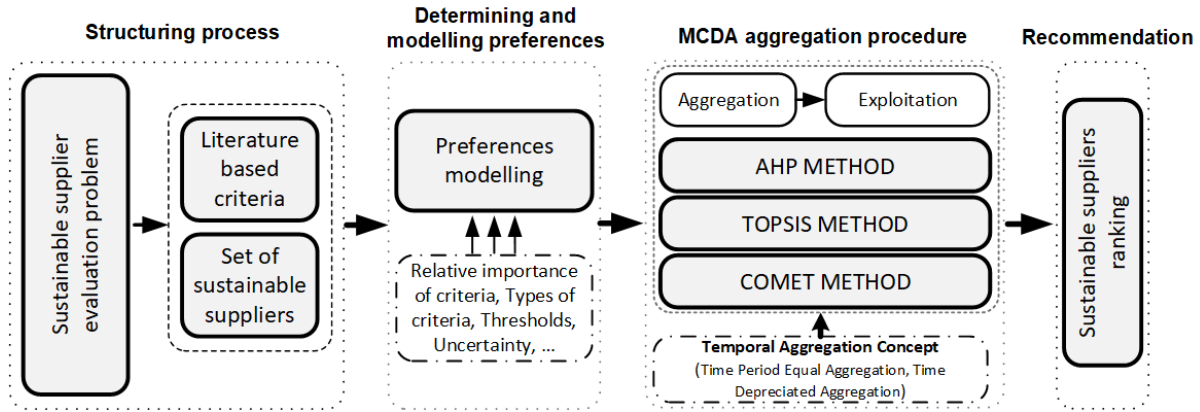 Structuring process
Sustainable supplier
evaluation problem
Literature
based
criteria
Set of
sustainable
suppliers
Determining and
modelling preferences
Preferences
modelling
Relative importance
of criteria, Types of
criteria, Thresholds,
Uncertainty, ...
MCDA aggregation procedure
Aggregation
Exploitation
AHP METHOD
TOPSIS METHOD
COMET METHOD
Temporal Aggregation Concept
(Time Period Equal Aggregation, Time
Depreciated Aggregation)
Recommendation
Sustainable suppliers
ranking